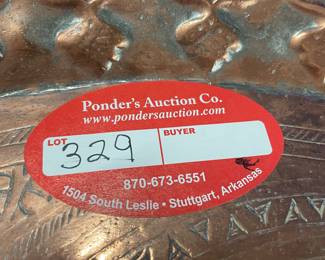 Ponder's Auction Co.
www.pondersauction.com
LOT
329
BUYER
870-673-6551
1504 South Leslie • Stuttgart, Arkansas